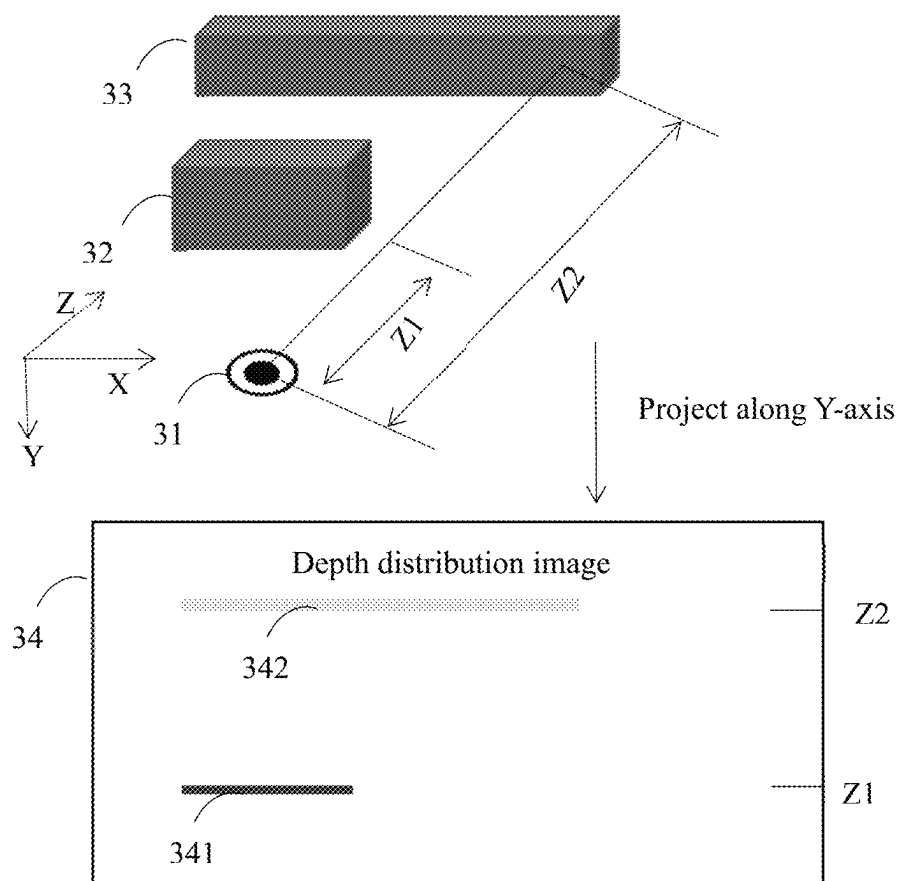 33
32
Z
Z2
Z1
X
31
Y
Project along Y-axis
Depth distribution image
34
Z2
342
Z1
341